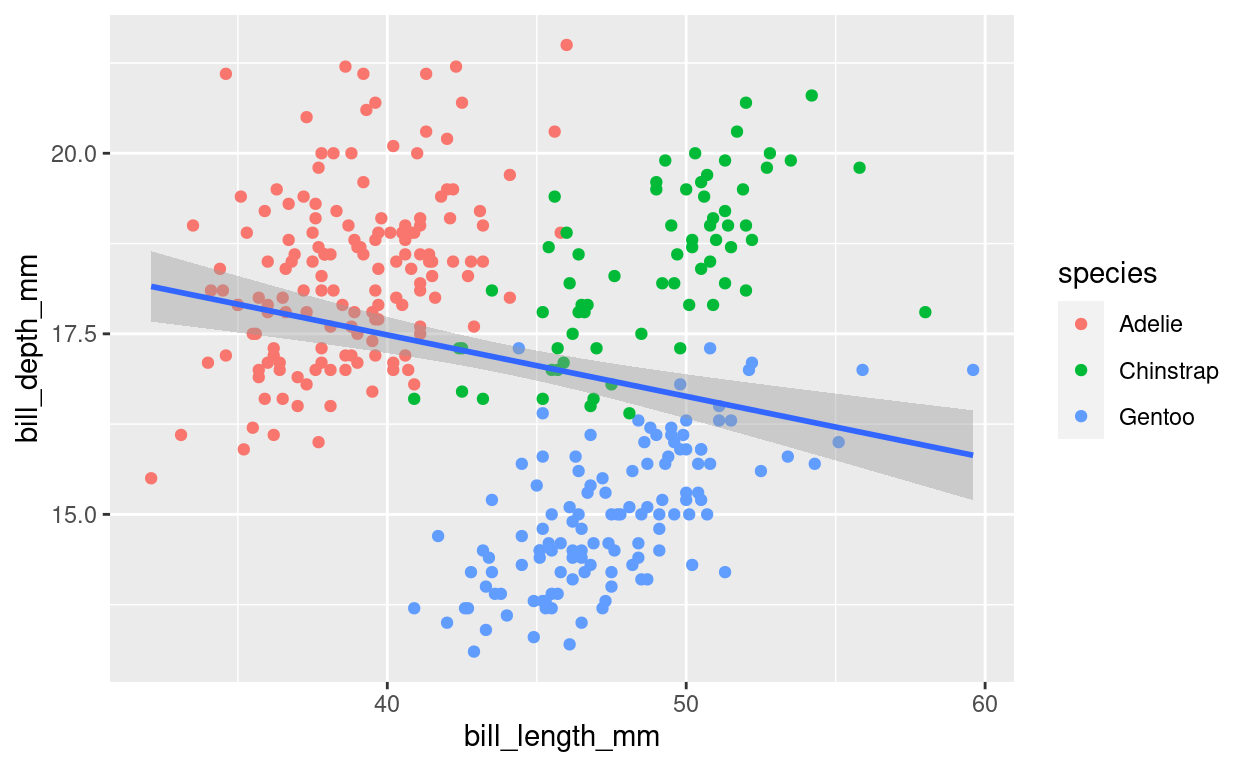 20.0
17.5
15.0
bill_depth_mm
40
50
60
bill_length_mm
species
Adelie
Chinstrap
Gentoo